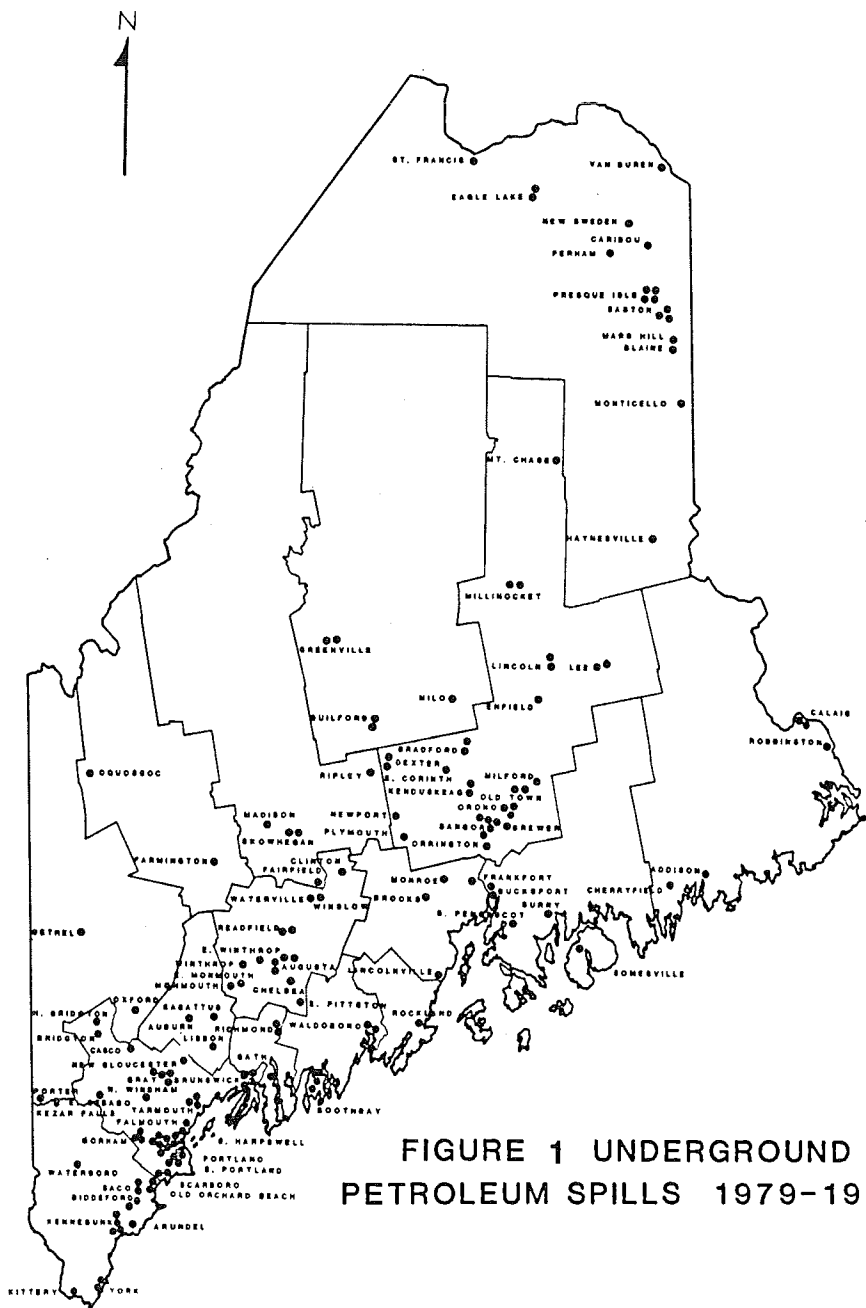 N
ST. FRANCIS
VAN BUREN
EAGLE LAKE
NEW SWEDEN
CARIBOU
PERHAM
PRESQUE ISLE
EASTON
MARS HILL
BLAINE
MONTICELLO
MT. CHASE
HAYNESVILLE
MILLINOCKET
GREENVILLE
LINCOLN
LEE
MILO
ENFIELD
GUILFORD
CALAIS
ROBBINGTON
BRADFORD
DEXTER
OQUOSSOC
RIPLEY
E. CORINTH
MILFORD
KENDUSKEAG
OLD TOWN
ORONO
MADISON
NEWPORT
BANGOR
BREWER
SKOWHEGAN
PLYMOUTH
ORRINGTON
FARMINGTON
CLINTON
FAIRFIELD
MONROE
FRANKFORT
ADDISON
BUCKSPORT
CHERRYFIELD
WATERVILLE
WINSLOW
BROOKS
SURRY
S. PENOBSCOT
BETHEL
READFIELD
E. WINTHROP
WINTHROP
AUGUSTA
LINCOLNVILLE
SOMESVILLE
E. MONMOUTH
MONMOUTH
CHELSEA
OXFORD
E. PITTSTON
N. BRIDGTON
SABATTUS
ROCKLAND
AUBURN
RICHMOND
WALDOBORO
BRIDGTON
LISBON
CASCO
NEW GLOUCESTER
BATH
GRAY
BRUNSWICK
PORTER
N. WINDHAM
KEZAR FALLS
YARMOUTH
BOOTHBAY
FALMOUTH
GORHAM
S. HARPSWELL
PORTLAND
WATERBORO
S. PORTLAND
SACO
SCARBORO
BIDDEFORD
OLD ORCHARD BEACH
KENNEBUNK
ARUNDEL
KITTERY
YORK
FIGURE 1 UNDERGROUND
PETROLEUM SPILLS 1979-19